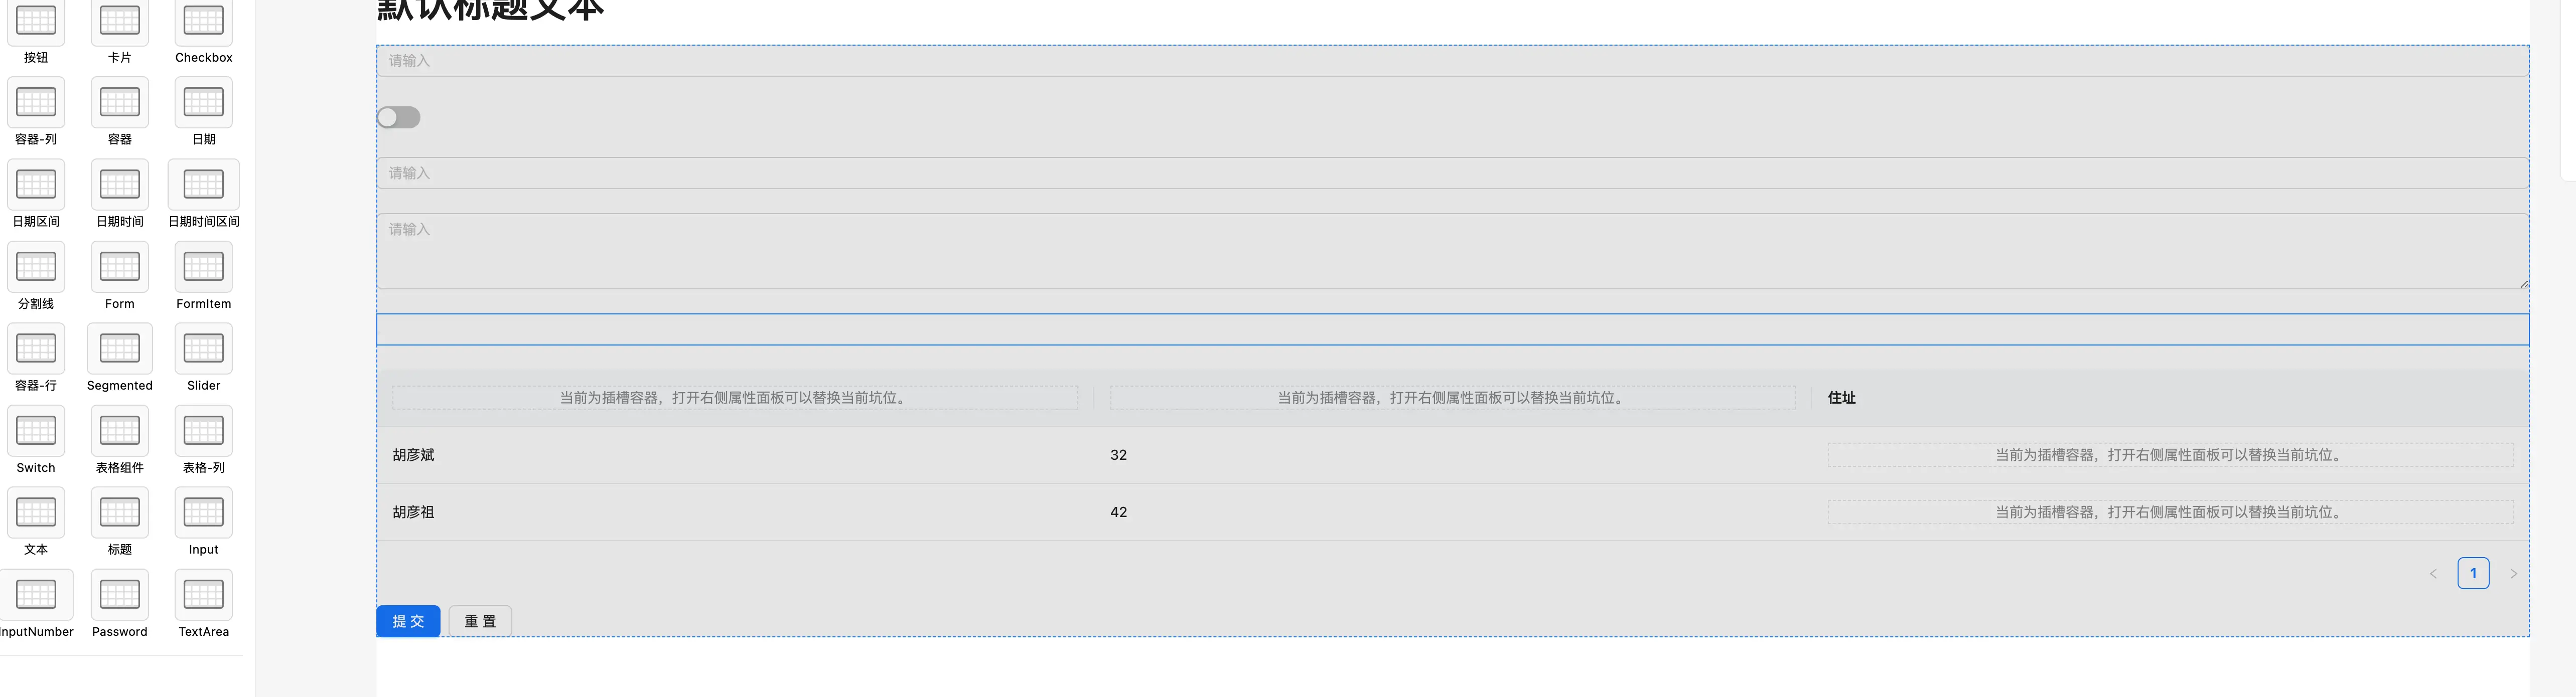 默认标题文本
按钮
卡片
Checkbox
容器-列
容器
日期
日期区间
日期时间
日期时间区间
分割线
Form
FormItem
容器-行
Segmented
Slider
Switch
表格组件
表格-列
文本
标题
Input
InputNumber
Password
TextArea
请输入
请输入
请输入
当前为插槽容器，打开右侧属性面板可以替换当前坑位。
当前为插槽容器，打开右侧属性面板可以替换当前坑位。
住址
胡彦斌
32
当前为插槽容器，打开右侧属性面板可以替换当前坑位。
胡彦祖
42
当前为插槽容器，打开右侧属性面板可以替换当前坑位。
1
提 交
重 置